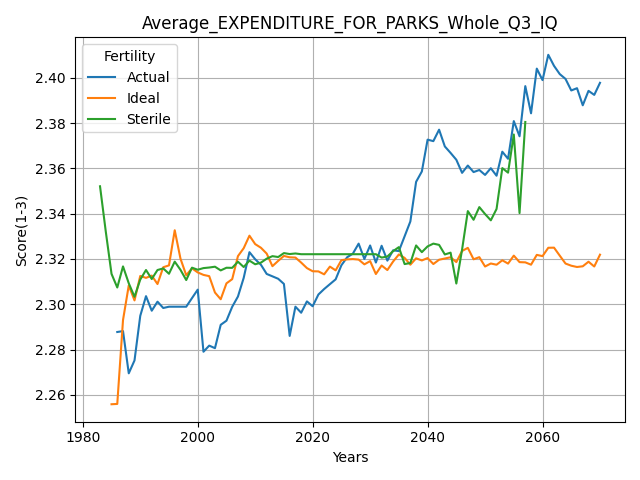 Average_EXPENDITURE_FOR_PARKS_Whole_Q3_IQ
Fertility
Actual
Ideal
Sterile
2.40
2.38
2.36
2.34
2.32
2.30
2.28
2.26
Score(1-3)
1980 2000 2020 2040 2060
Years